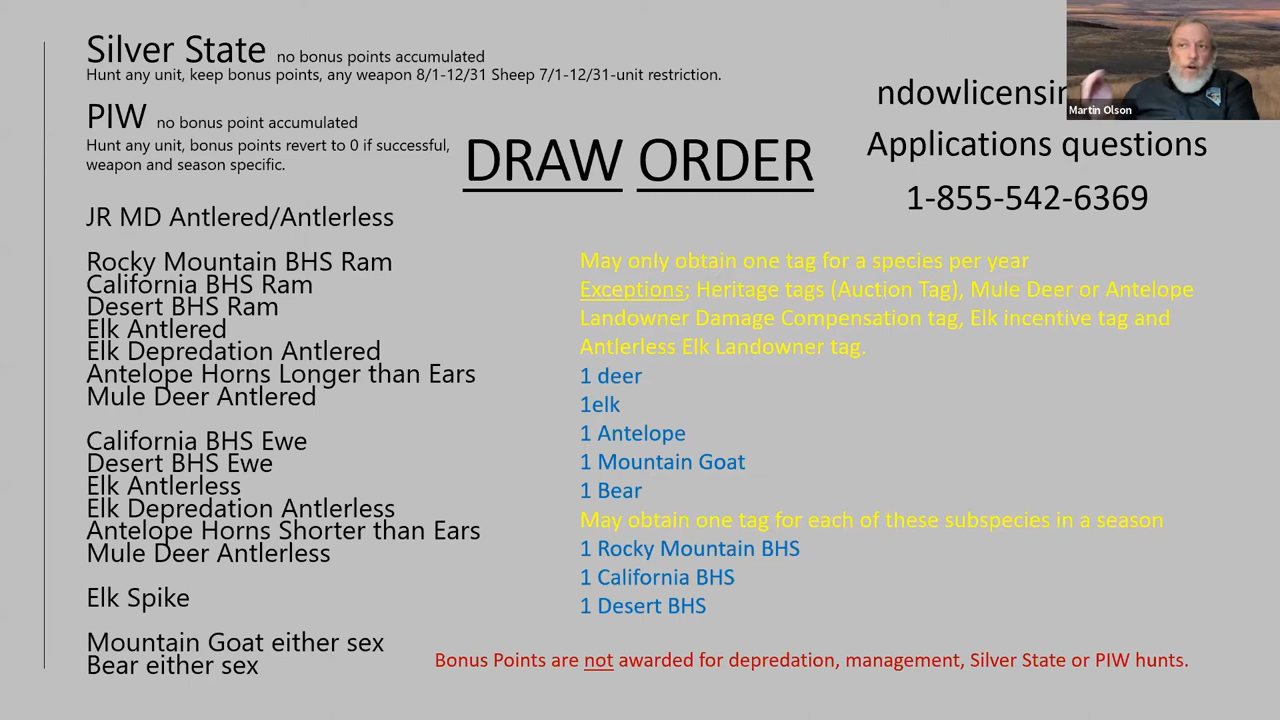 Silver State no bonus points accumulated
Hunt any unit, keep bonus points, any weapon 8/1-12/31 Sheep 7/1-12/31-unit restriction.
PIW no bonus point accumulated
Hunt any unit, bonus points revert to 0 if successful,
weapon and season specific.
DRAW ORDER
ndowlicensin
Applications questions
1-855-542-6369
Martin Olson
JR MD Antlered/Antlerless
Rocky Mountain BHS Ram
California BHS Ram
Desert BHS Ram
Elk Antlered
Elk Depredation Antlered
Antelope Horns Longer than Ears
Mule Deer Antlered
California BHS Ewe
Desert BHS Ewe
Elk Antlerless
Elk Depredation Antlerless
Antelope Horns Shorter than Ears
Mule Deer Antlerless
Elk Spike
Mountain Goat either sex
Bear either sex
May only obtain one tag for a species per year
Exceptions; Heritage tags (Auction Tag), Mule Deer or Antelope
Landowner Damage Compensation tag, Elk incentive tag and
Antlerless Elk Landowner tag.
1 deer
1elk
1 Antelope
1 Mountain Goat
1 Bear
May obtain one tag for each of these subspecies in a season
1 Rocky Mountain BHS
1 California BHS
1 Desert BHS
Bonus Points are not awarded for depredation, management, Silver State or PIW hunts.